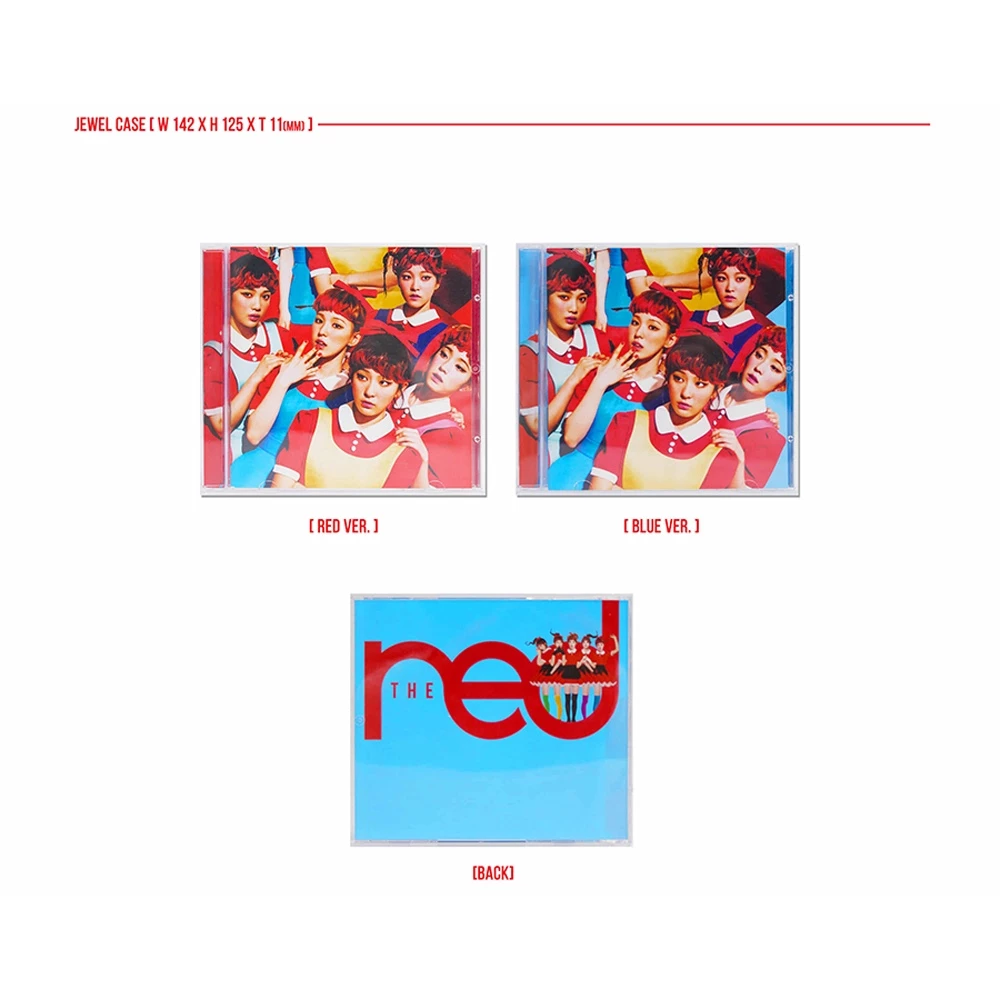 JEWEL CASE [ W 142 X H 125 X T 11(MM) ]
[ RED VER. ]
[ BLUE VER. ]
THE red
[BACK]